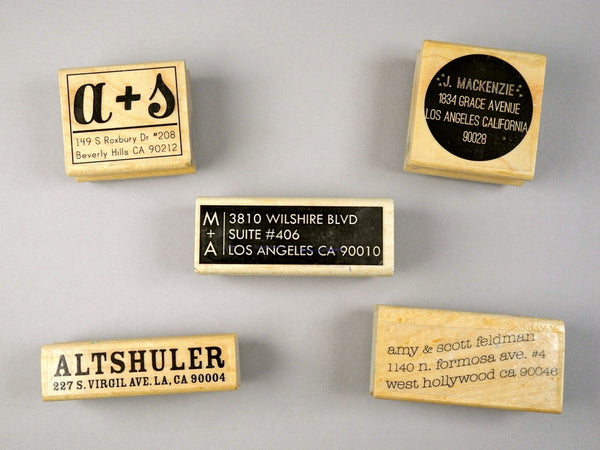 a+s
149 S Roxbury Dr. #208
Beverly Hills CA 90212
J. MACKENZIE
1834 GRACE AVENUE
LOS ANGELES CALIFORNIA
90028
M + A
3810 WILSHIRE BLVD
SUITE #406
LOS ANGELES CA 90010
ALTSHULER
227 S. VIRGIL AVE. LA, CA 90004
amy & scott feldman
1140 n. formosa ave. #4
west hollywood ca 90046